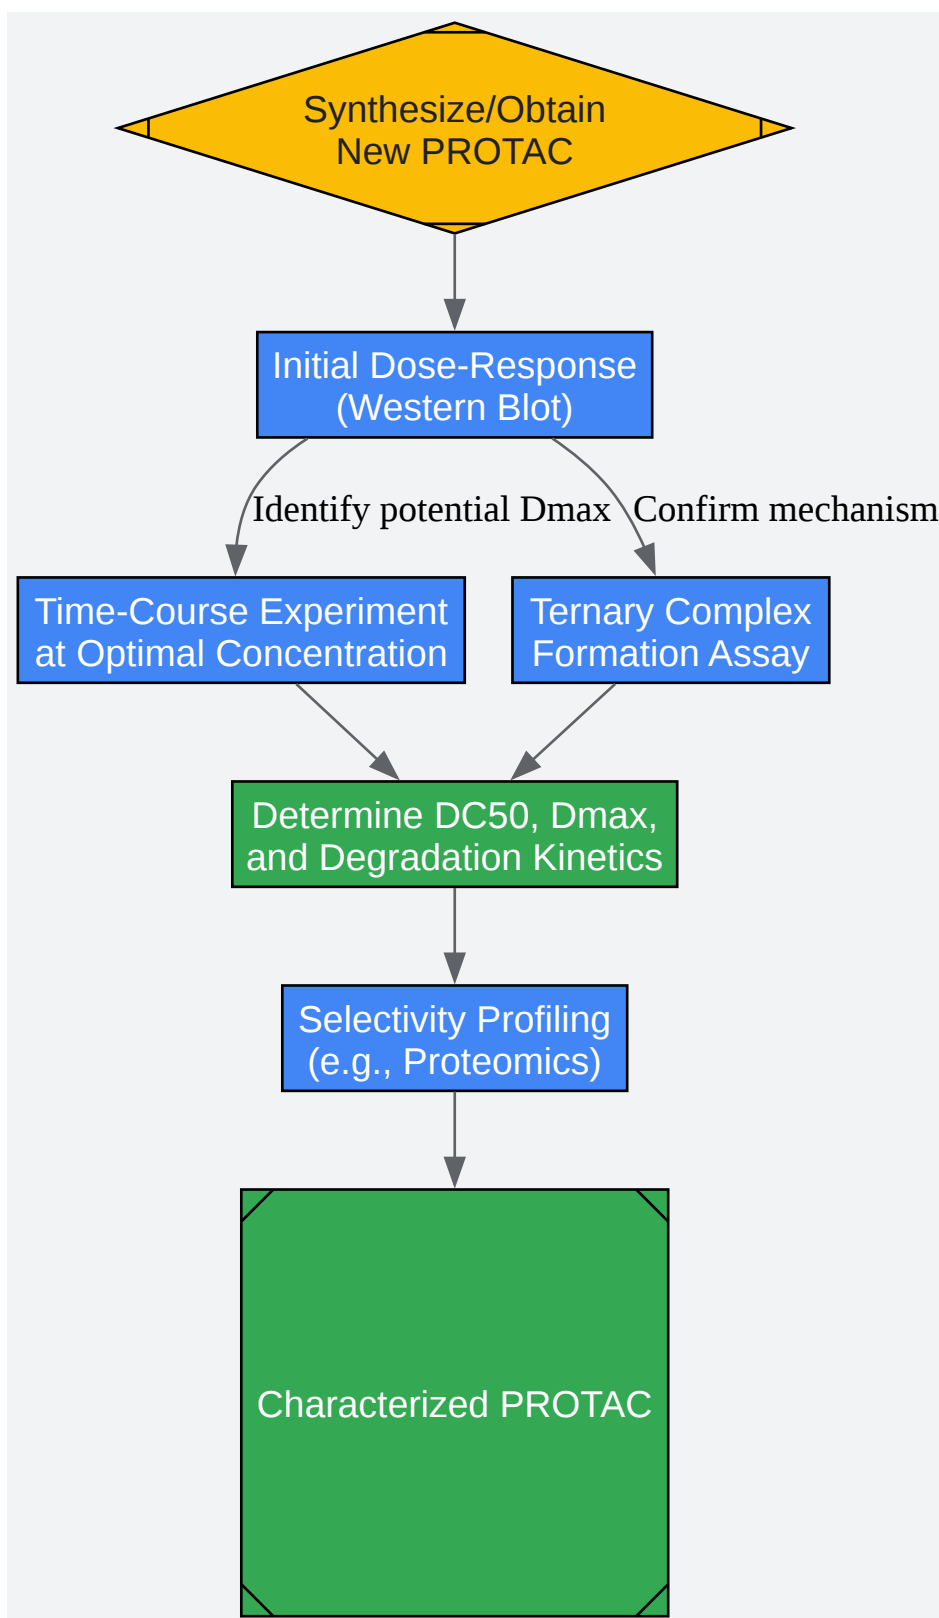 Synthesize/Obtain
New PROTAC
Initial Dose-Response
(Western Blot)
Identify potential Dmax
Confirm mechanism
Time-Course Experiment
at Optimal Concentration
Ternary Complex
Formation Assay
Determine DC50, Dmax,
and Degradation Kinetics
Selectivity Profiling
(e.g., Proteomics)
Characterized PROTAC